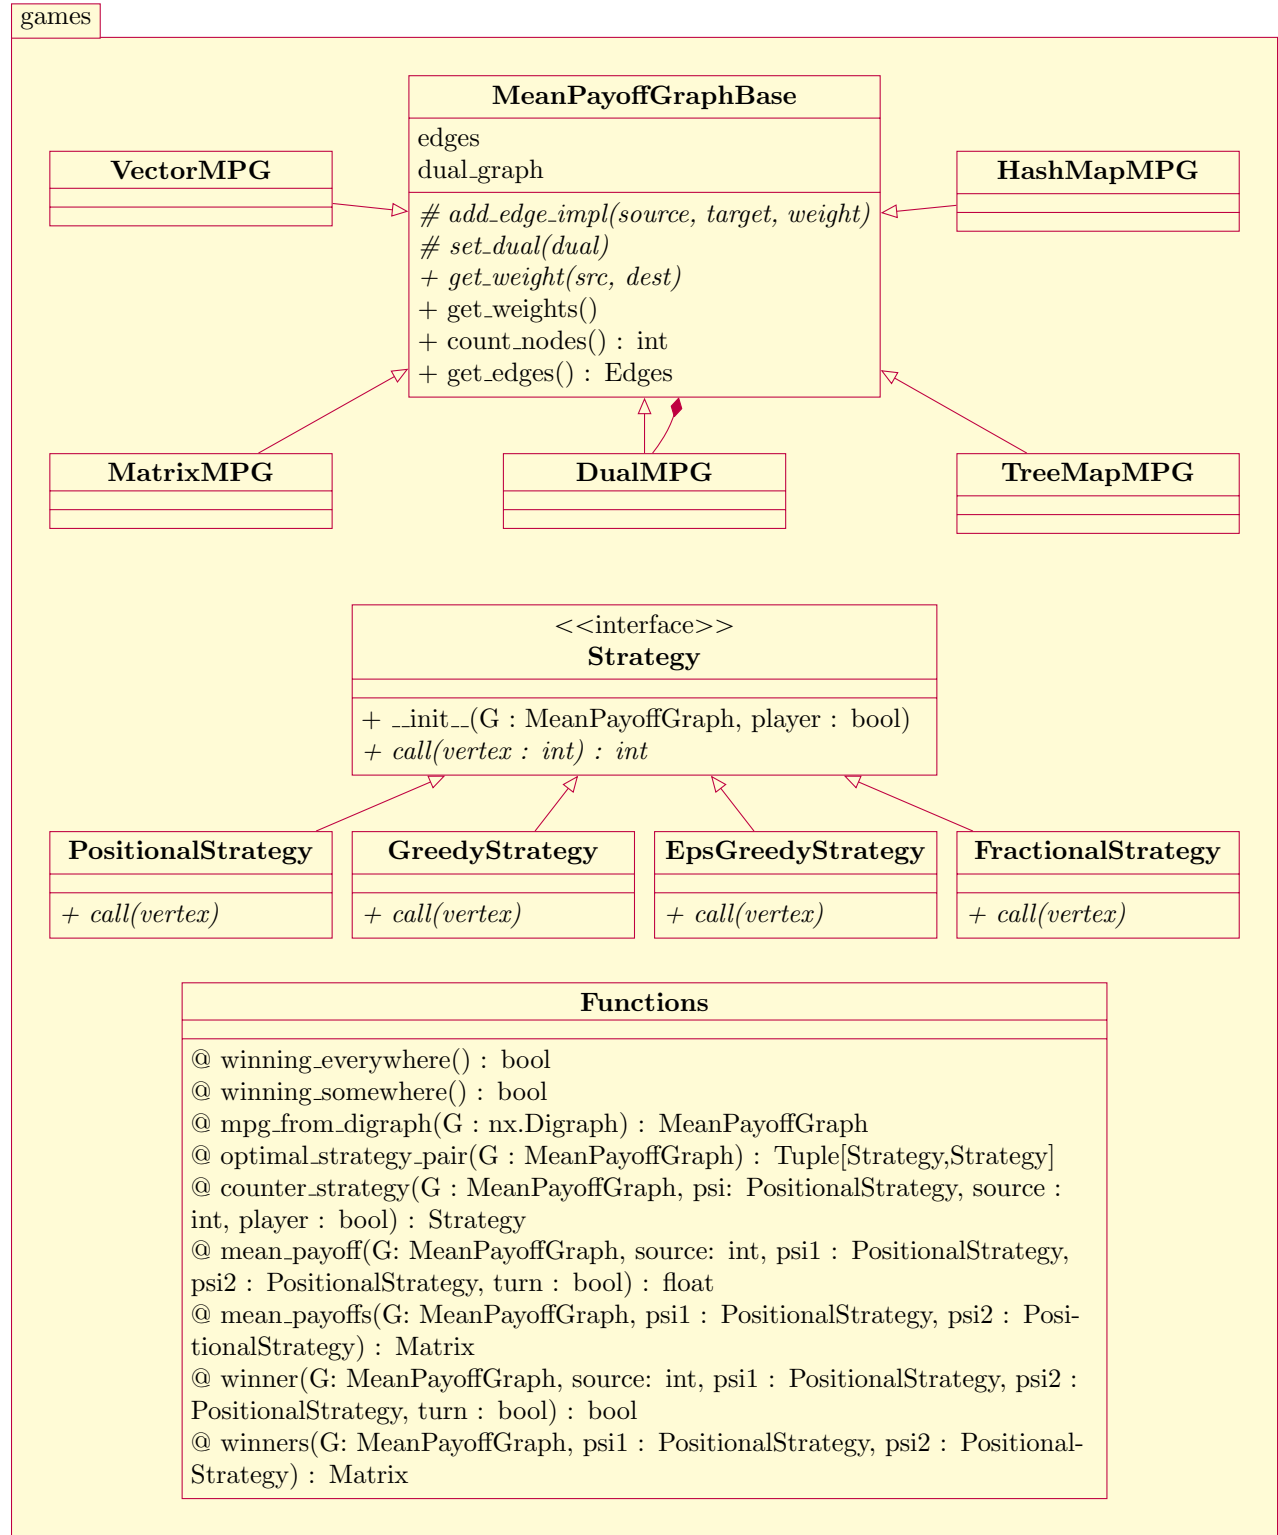 games
MeanPayoffGraphBase
edges
dual_graph
# add_edge_impl(source, target, weight)
# set_dual(dual)
+ get_weight(src, dest)
+ get_weights()
+ count_nodes() : int
+ get_edges() : Edges
VectorMPG
HashMapMPG
MatrixMPG
DualMPG
TreeMapMPG
<<interface>>
Strategy
+ __init__(G : MeanPayoffGraph, player : bool)
+ call(vertex : int) : int
PositionalStrategy
+ call(vertex)
GreedyStrategy
+ call(vertex)
EpsGreedyStrategy
+ call(vertex)
FractionalStrategy
+ call(vertex)
Functions
@ winning_everywhere() : bool
@ winning_somewhere() : bool
@ mpg_from_digraph(G : nx.Digraph) : MeanPayoffGraph
@ optimal_strategy_pair(G : MeanPayoffGraph) : Tuple[Strategy,Strategy]
@ counter_strategy(G : MeanPayoffGraph, psi: PositionalStrategy, source :
int, player : bool) : Strategy
@ mean_payoff(G: MeanPayoffGraph, source: int, psi1 : PositionalStrategy,
psi2 : PositionalStrategy, turn : bool) : float
@ mean_payoffs(G: MeanPayoffGraph, psi1 : PositionalStrategy, psi2 : Posi-
tionalStrategy) : Matrix
@ winner(G: MeanPayoffGraph, source: int, psi1 : PositionalStrategy, psi2 :
PositionalStrategy, turn : bool) : bool
@ winners(G: MeanPayoffGraph, psi1 : PositionalStrategy, psi2 : Positional-
Strategy) : Matrix